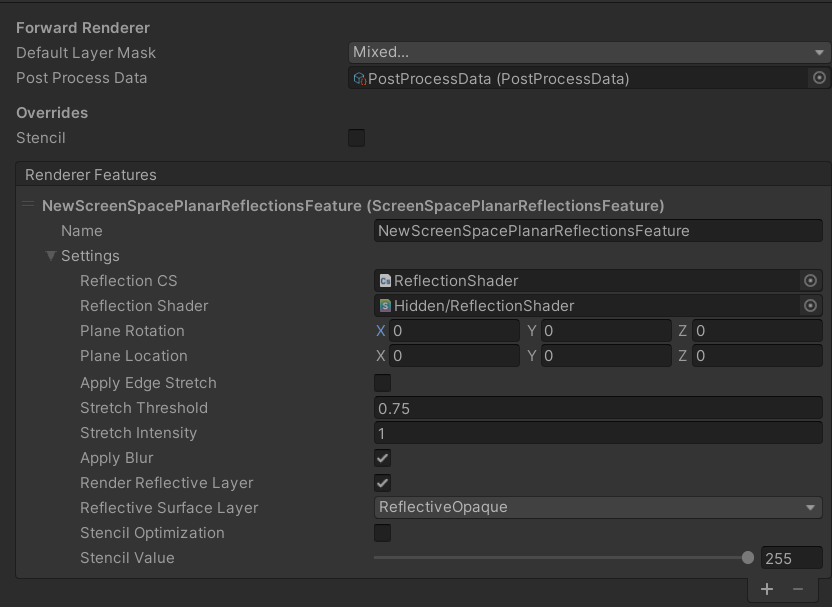 Forward Renderer
Default Layer Mask Mixed...
Post Process Data PostProcessData (PostProcessData)
Overrides
Stencil
Renderer Features
NewScreenSpacePlanarReflectionsFeature (ScreenSpacePlanarReflectionsFeature)
Name NewScreenSpacePlanarReflectionsFeature
Settings
Reflection CS ReflectionShader
Reflection Shader Hidden/ReflectionShader
Plane Rotation X 0 Y 0 Z 0
Plane Location X 0 Y 0 Z 0
Apply Edge Stretch
Stretch Threshold 0.75
Stretch Intensity 1
Apply Blur
Render Reflective Layer
Reflective Surface Layer ReflectiveOpaque
Stencil Optimization
Stencil Value 255